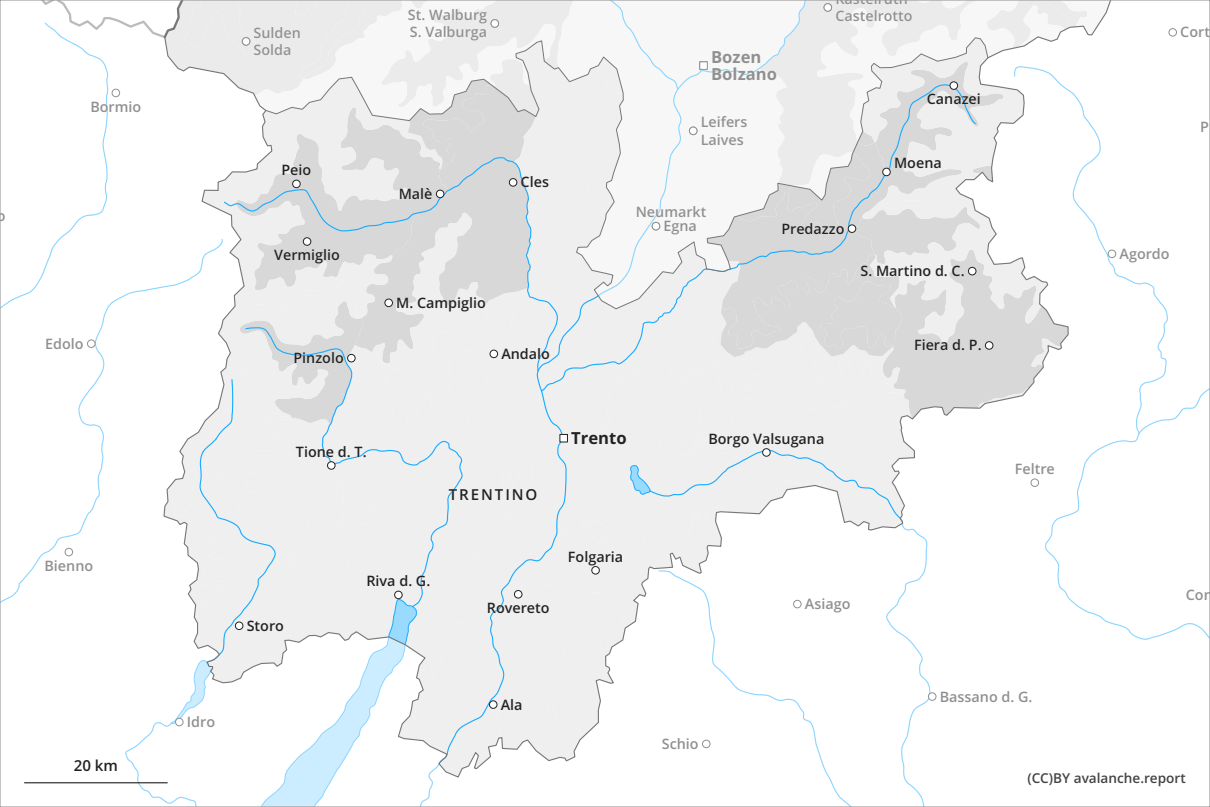 Kastelruth
Castelrotto
St. Walburg
S. Valburga
Sulden
Solda
Cort
Bozen
Bolzano
Bormio
Canazei
Leifers
Laives
P
Moena
Peio
Malè
Cles
Neumarkt
Egna
Predazzo
Vermiglio
Agordo
S. Martino d. C.
M. Campiglio
Edolo
Fiera d. P.
Andalo
Pinzolo
Trento
Borgo Valsugana
Tione d. T.
Feltre
TRENTINO
Bienno
Folgaria
Riva d. G.
Cor
Rovereto
Asiago
Storo
Bassano d. G.
Ala
Idro
Schio
20 km
(CC)BY avalanche.report